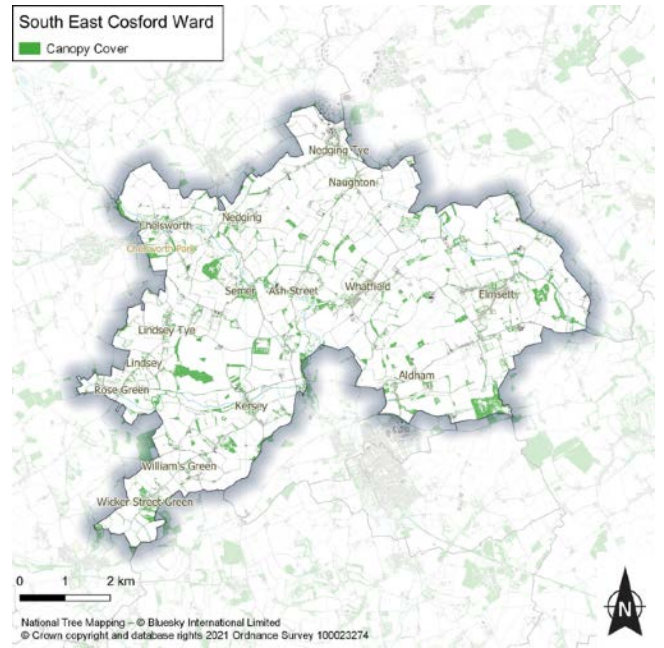 South East Cosford Ward
Canopy Cover
Nedging Tye
Naughton
Chelsworth
Nedging
Chelsworth Park
Semer
Ash Street
Whatfield
Elmsett
Lindsey Tye
Lindsey
Aldham
Rose Green
Kersey
William's Green
Wicker Street Green
0 1 2 km
N
National Tree Mapping – © Bluesky International Limited
© Crown copyright and database rights 2021 Ordnance Survey 100023274